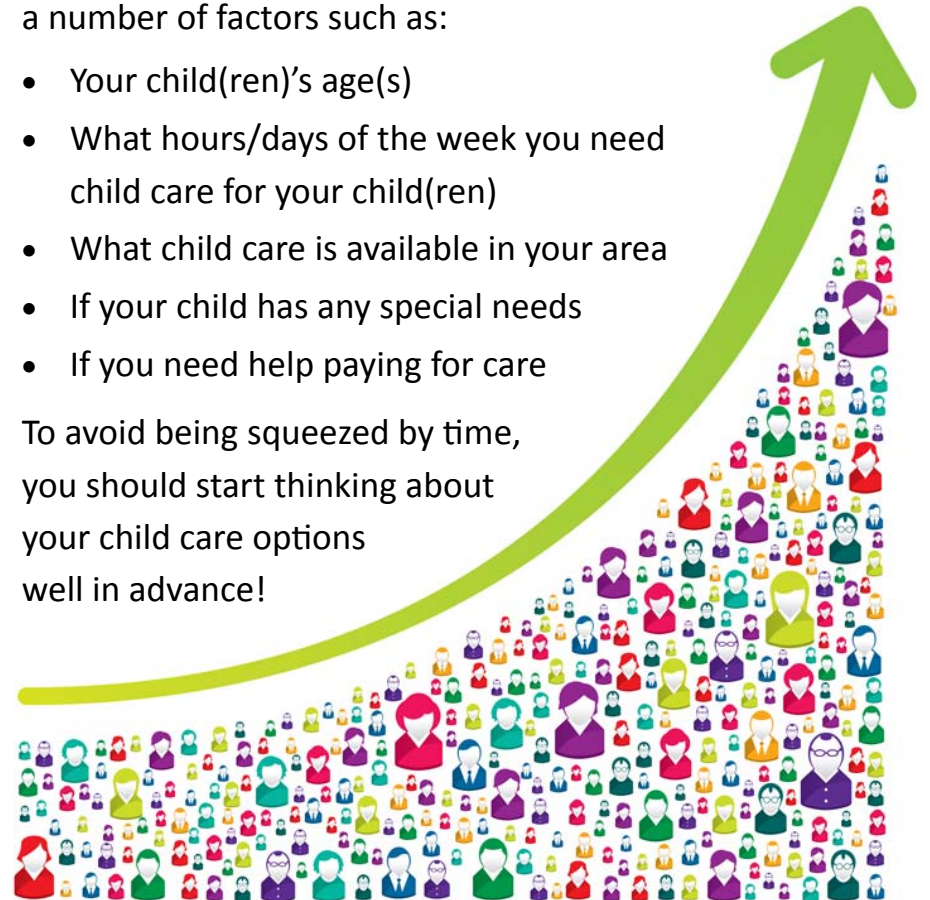 a number of factors such as:
• Your child(ren)'s age(s)
• What hours/days of the week you need
child care for your child(ren)
• What child care is available in your area
• If your child has any special needs
• If you need help paying for care
To avoid being squeezed by time,
you should start thinking about
your child care options
well in advance!